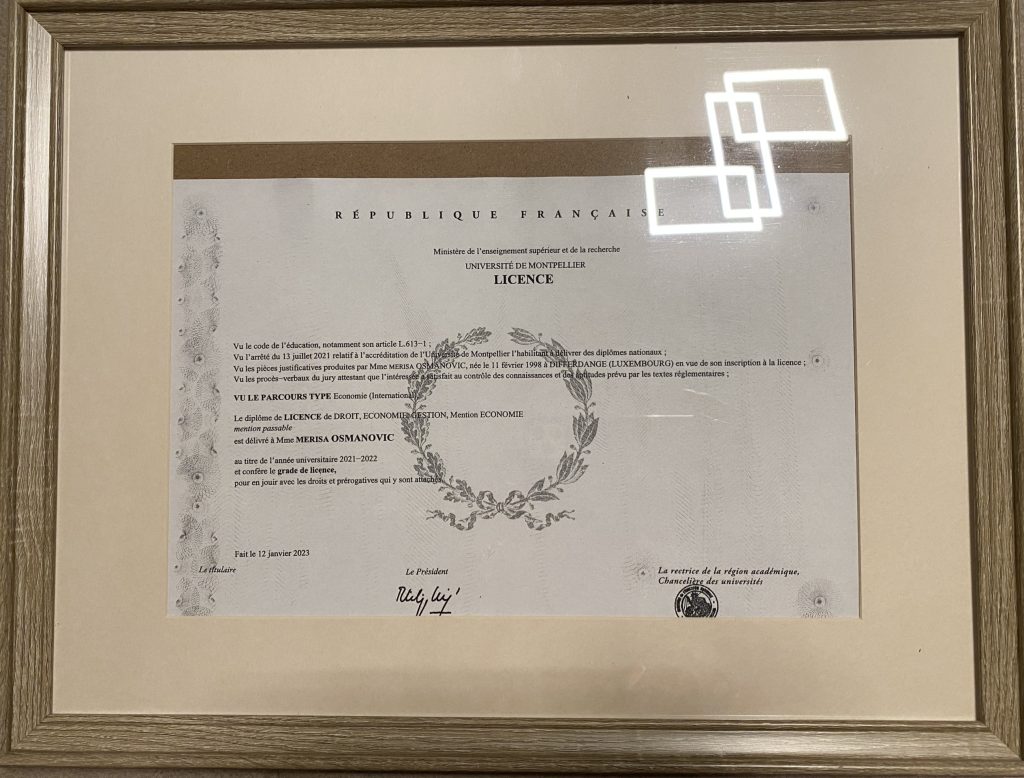 RÉPUBLIQUE FRANÇAISE
Ministère de l'enseignement supérieur et de la recherche
UNIVERSITÉ DE MONTPELLIER
LICENCE
Vu le code de l'éducation, notamment son article L.613-1 ;
Vu l'arrêté du 13 juillet 2021 relatif à l'accréditation de l'Université de Montpellier l'habilitant à délivrer des diplômes nationaux ;
Vu les pièces justificatives produites par Mme MERISA OSMANOVIC, née le 11 février 1998 à DIFFERDANGE (LUXEMBOURG) en vue de son inscription à la licence ;
Vu les procès-verbaux du jury attestant que l'intéressée a satisfait au contrôle des connaissances et des aptitudes prévu par les textes réglementaires ;
VU LE PARCOURS TYPE Economie (International)
Le diplôme de LICENCE de DROIT, ECONOMIE, GESTION, Mention ECONOMIE
mention passable
est délivré à Mme MERISA OSMANOVIC
au titre de l'année universitaire 2021-2022
et confère le grade de licence,
pour en jouir avec les droits et prérogatives qui y sont attachés
Fait le 12 janvier 2023
Le titulaire
Le Président
La rectrice de la région académique,
Chancelière des universités